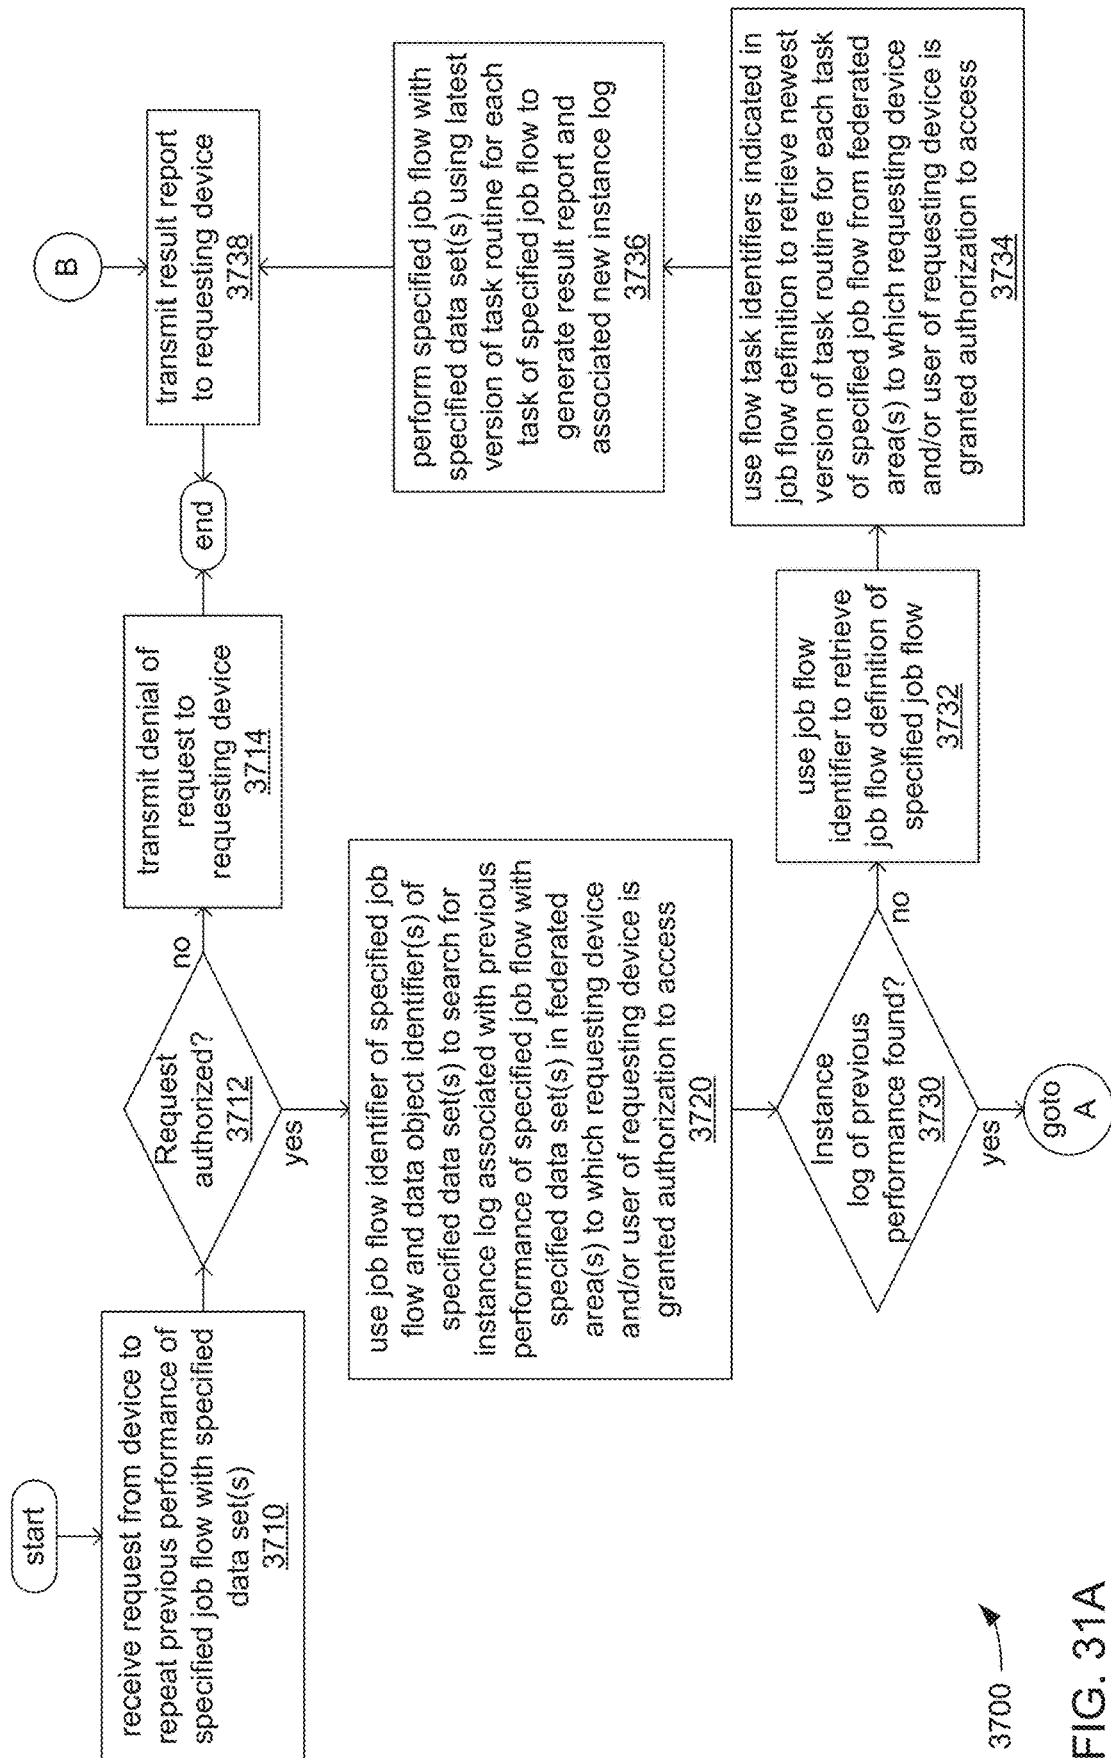 start
receive request from device to
repeat previous performance of
specified job flow with specified
data set(s)
3710
Request
authorized?
3712
no
yes
transmit denial of
request to
requesting device
3714
end
use job flow identifier of specified job
flow and data object identifier(s) of
specified data set(s) to search for
instance log associated with previous
performance of specified job flow with
specified data set(s) in federated
area(s) to which requesting device
and/or user of requesting device is
granted authorization to access
3720
Instance
log of previous
performance found?
3730
no
yes
goto
A
use job flow
identifier to retrieve
job flow definition of
specified job flow
3732
use flow task identifiers indicated in
job flow definition to retrieve newest
version of task routine for each task
of specified job flow from federated
area(s) to which requesting device
and/or user of requesting device is
granted authorization to access
3734
perform specified job flow with
specified data set(s) using latest
version of task routine for each
task of specified job flow to
generate result report and
associated new instance log
3736
B
transmit result report
to requesting device
3738
3700
FIG. 31A